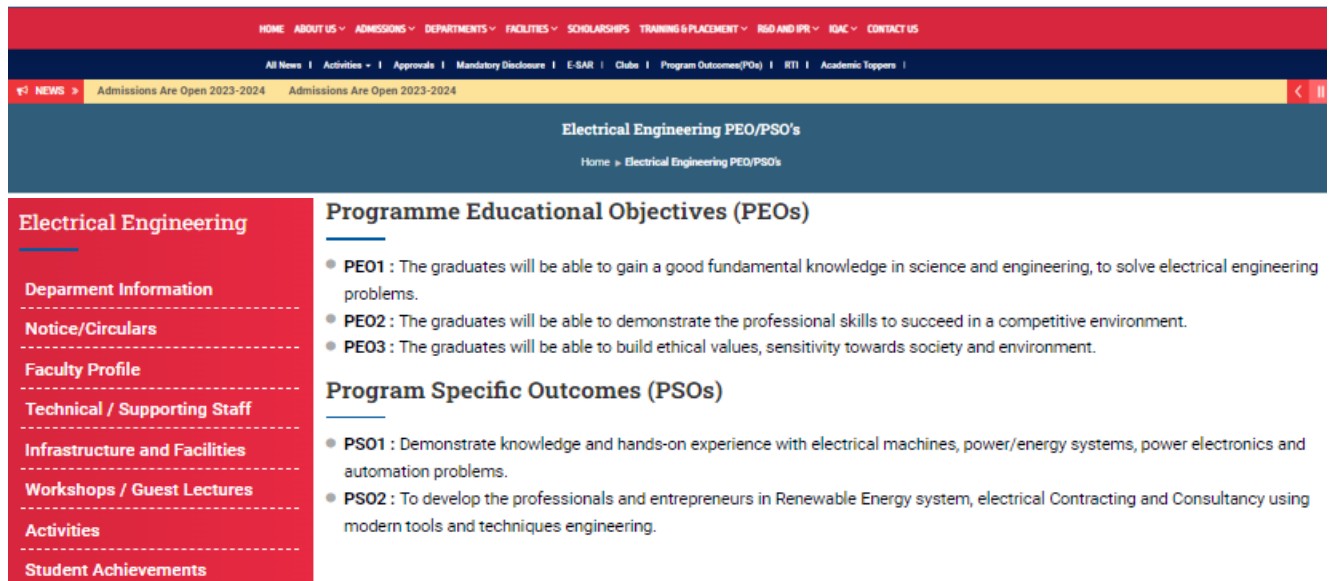 HOME ABOUT US ADMISSIONS DEPARTMENTS FACILITIES SCHOLARSHIPS TRAINING & PLACEMENT R&D AND IPR IQAC CONTACT US
All News | Activities | Approvals | Mandatory Disclosure | E-SAR | Clubs | Program Outcomes(POs) | RTI | Academic Toppers |
NEWS » Admissions Are Open 2023-2024 Admissions Are Open 2023-2024
Electrical Engineering PEO/PSO's
Home » Electrical Engineering PEO/PSO's
Electrical Engineering
Deparment Information
Notice/Circulars
Faculty Profile
Technical / Supporting Staff
Infrastructure and Facilities
Workshops / Guest Lectures
Activities
Student Achievements
Programme Educational Objectives (PEOs)
PEO1 : The graduates will be able to gain a good fundamental knowledge in science and engineering, to solve electrical engineering
problems.
PEO2 : The graduates will be able to demonstrate the professional skills to succeed in a competitive environment.
PEO3 : The graduates will be able to build ethical values, sensitivity towards society and environment.
Program Specific Outcomes (PSOs)
PSO1 : Demonstrate knowledge and hands-on experience with electrical machines, power/energy systems, power electronics and
automation problems.
PSO2 : To develop the professionals and entrepreneurs in Renewable Energy system, electrical Contracting and Consultancy using
modern tools and techniques engineering.